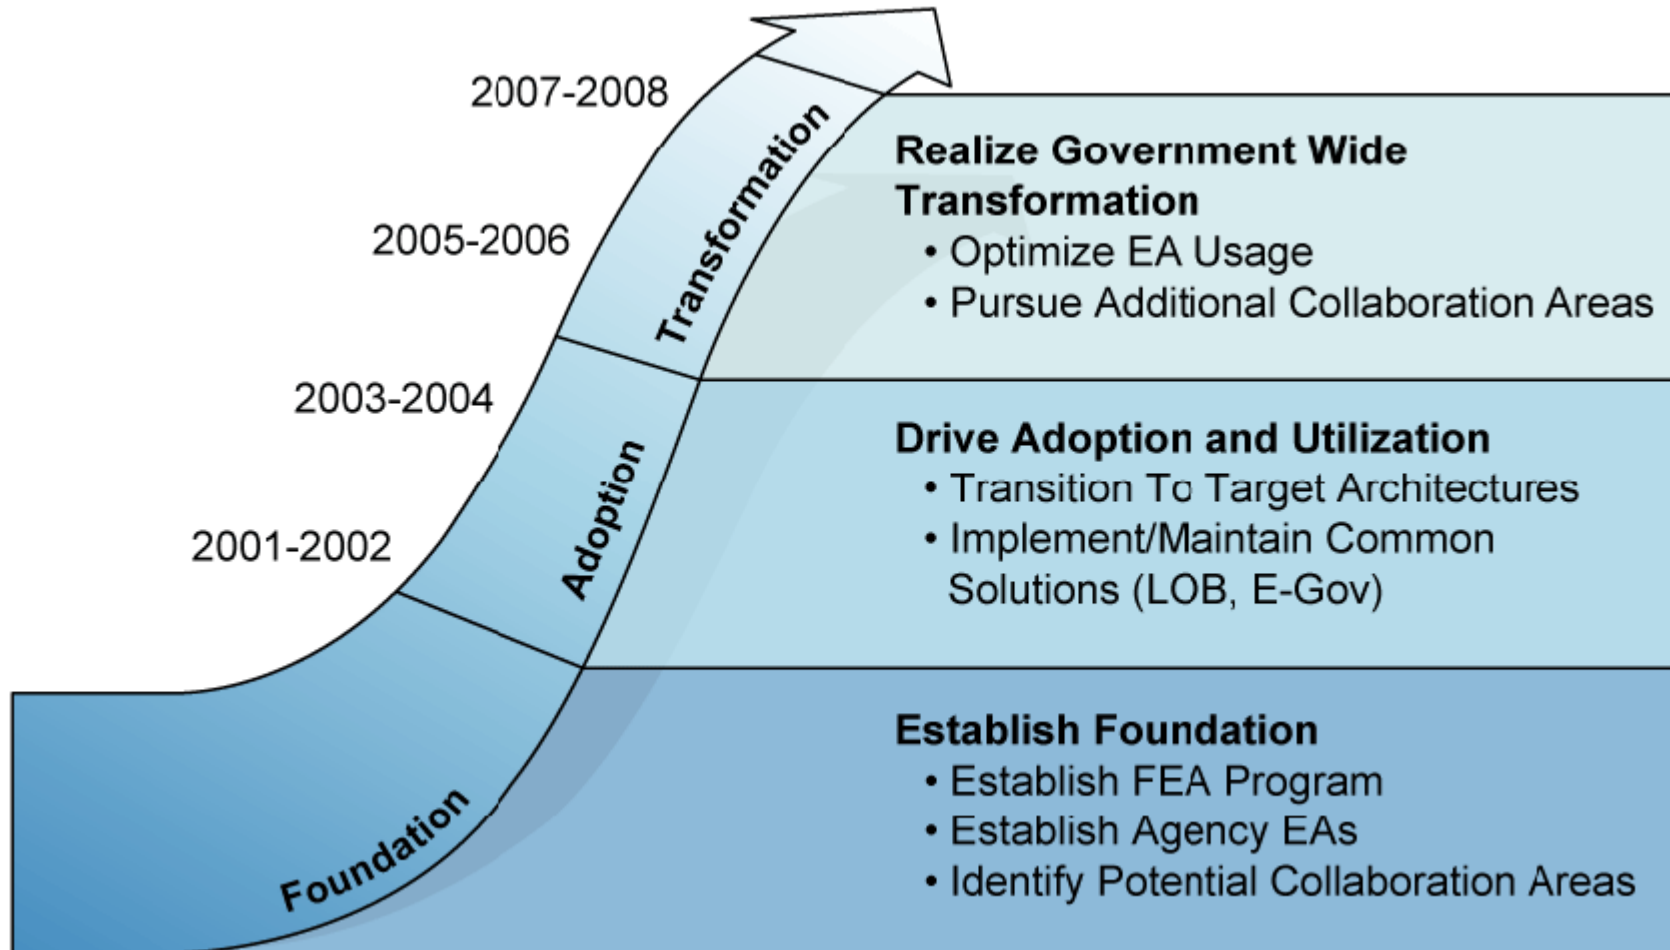 2007-2008
2005-2006
2003-2004
2001-2002
Transformation
Adoption
Foundation
Realize Government Wide
Transformation
• Optimize EA Usage
• Pursue Additional Collaboration Areas
Drive Adoption and Utilization
• Transition To Target Architectures
• Implement/Maintain Common
Solutions (LOB, E-Gov)
Establish Foundation
• Establish FEA Program
• Establish Agency EAs
• Identify Potential Collaboration Areas